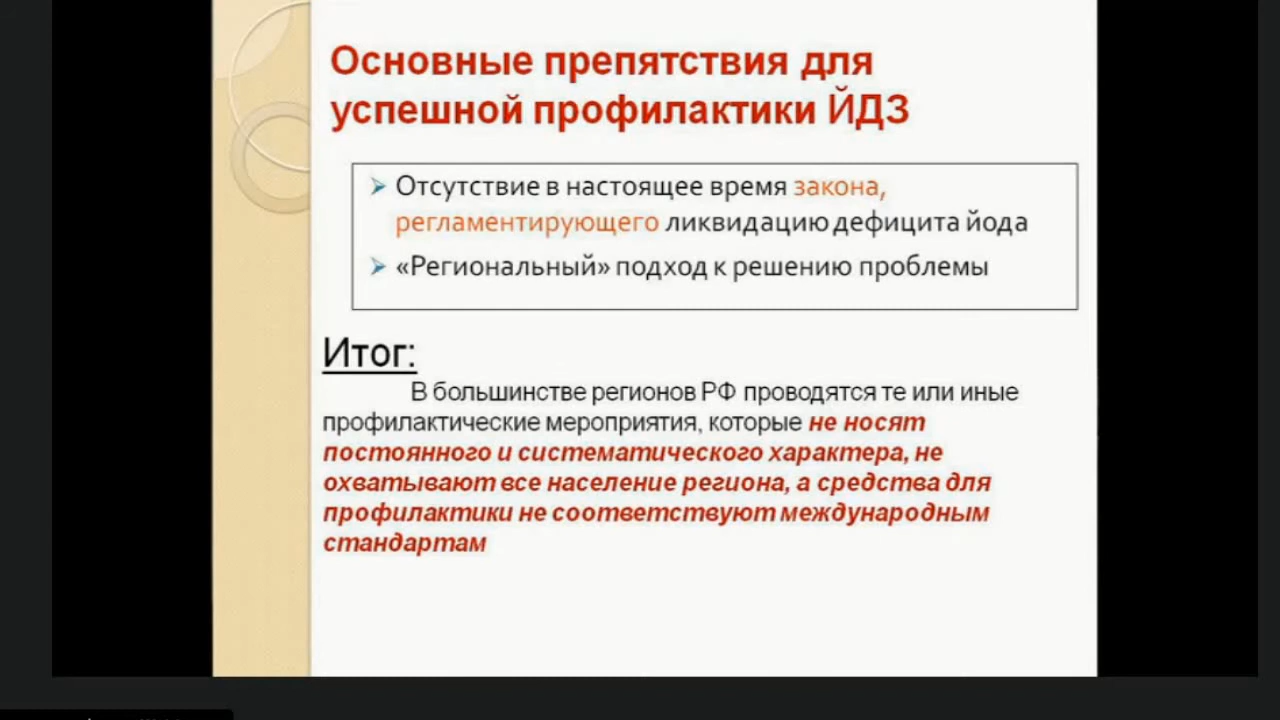 Основные препятствия для
успешной профилактики ЙДЗ
Отсутствие в настоящее время закона,
регламентирующего ликвидацию дефицита йода
«Региональный» подход к решению проблемы
Итог:
В большинстве регионов РФ проводятся те или иные
профилактические мероприятия, которые не носят
постоянного и систематического характера, не
охватывают все население региона, а средства для
профилактики не соответствуют международным
стандартам